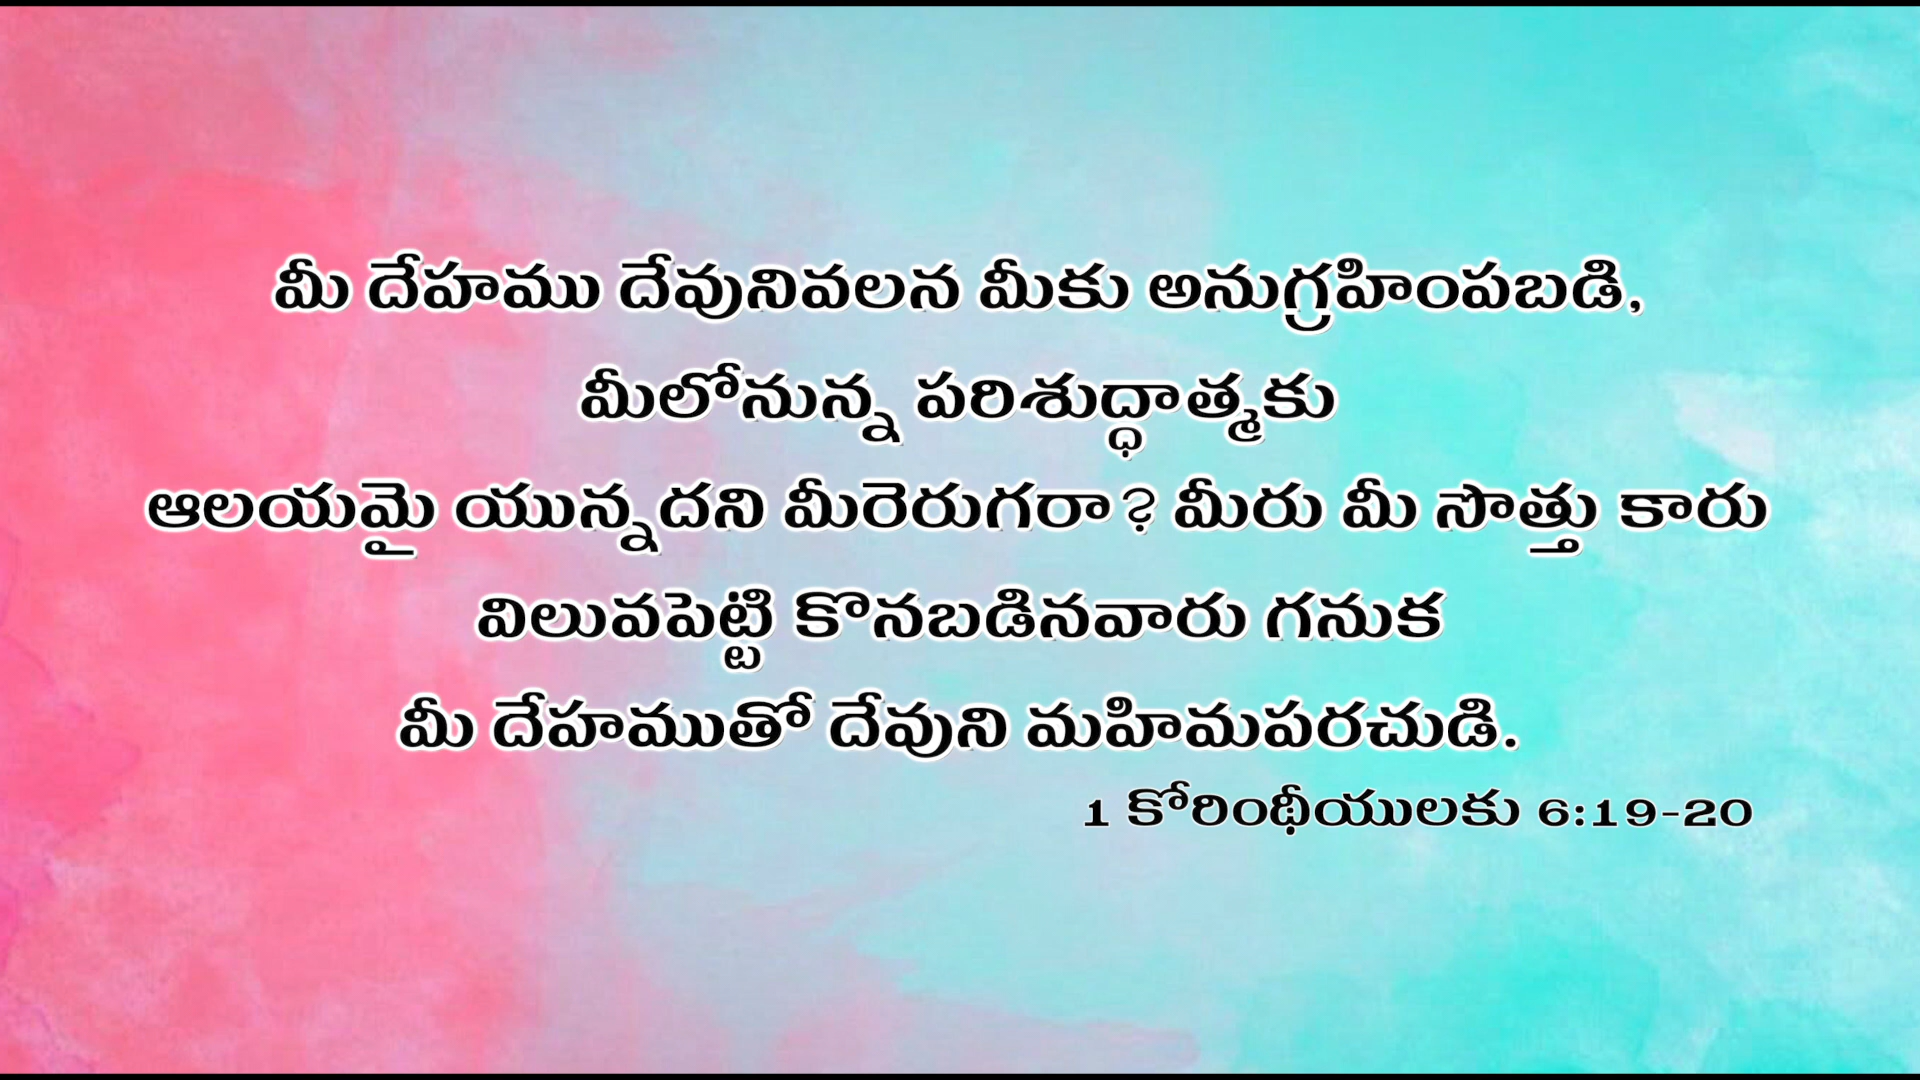 మీ దేహము దేవునివలన మీకు అనుగ్రహింపబడి,
మీలోనున్న పరిశుద్ధాత్మకు
ఆలయమై యున్నదని మీరెరుగరా? మీరు మీ సొత్తు కారు
విలువపెట్టి కొనబడినవారు గనుక
మీ దేహముతో దేవుని మహిమపరచుడి.
1 కోరింథీయులకు 6:19-20